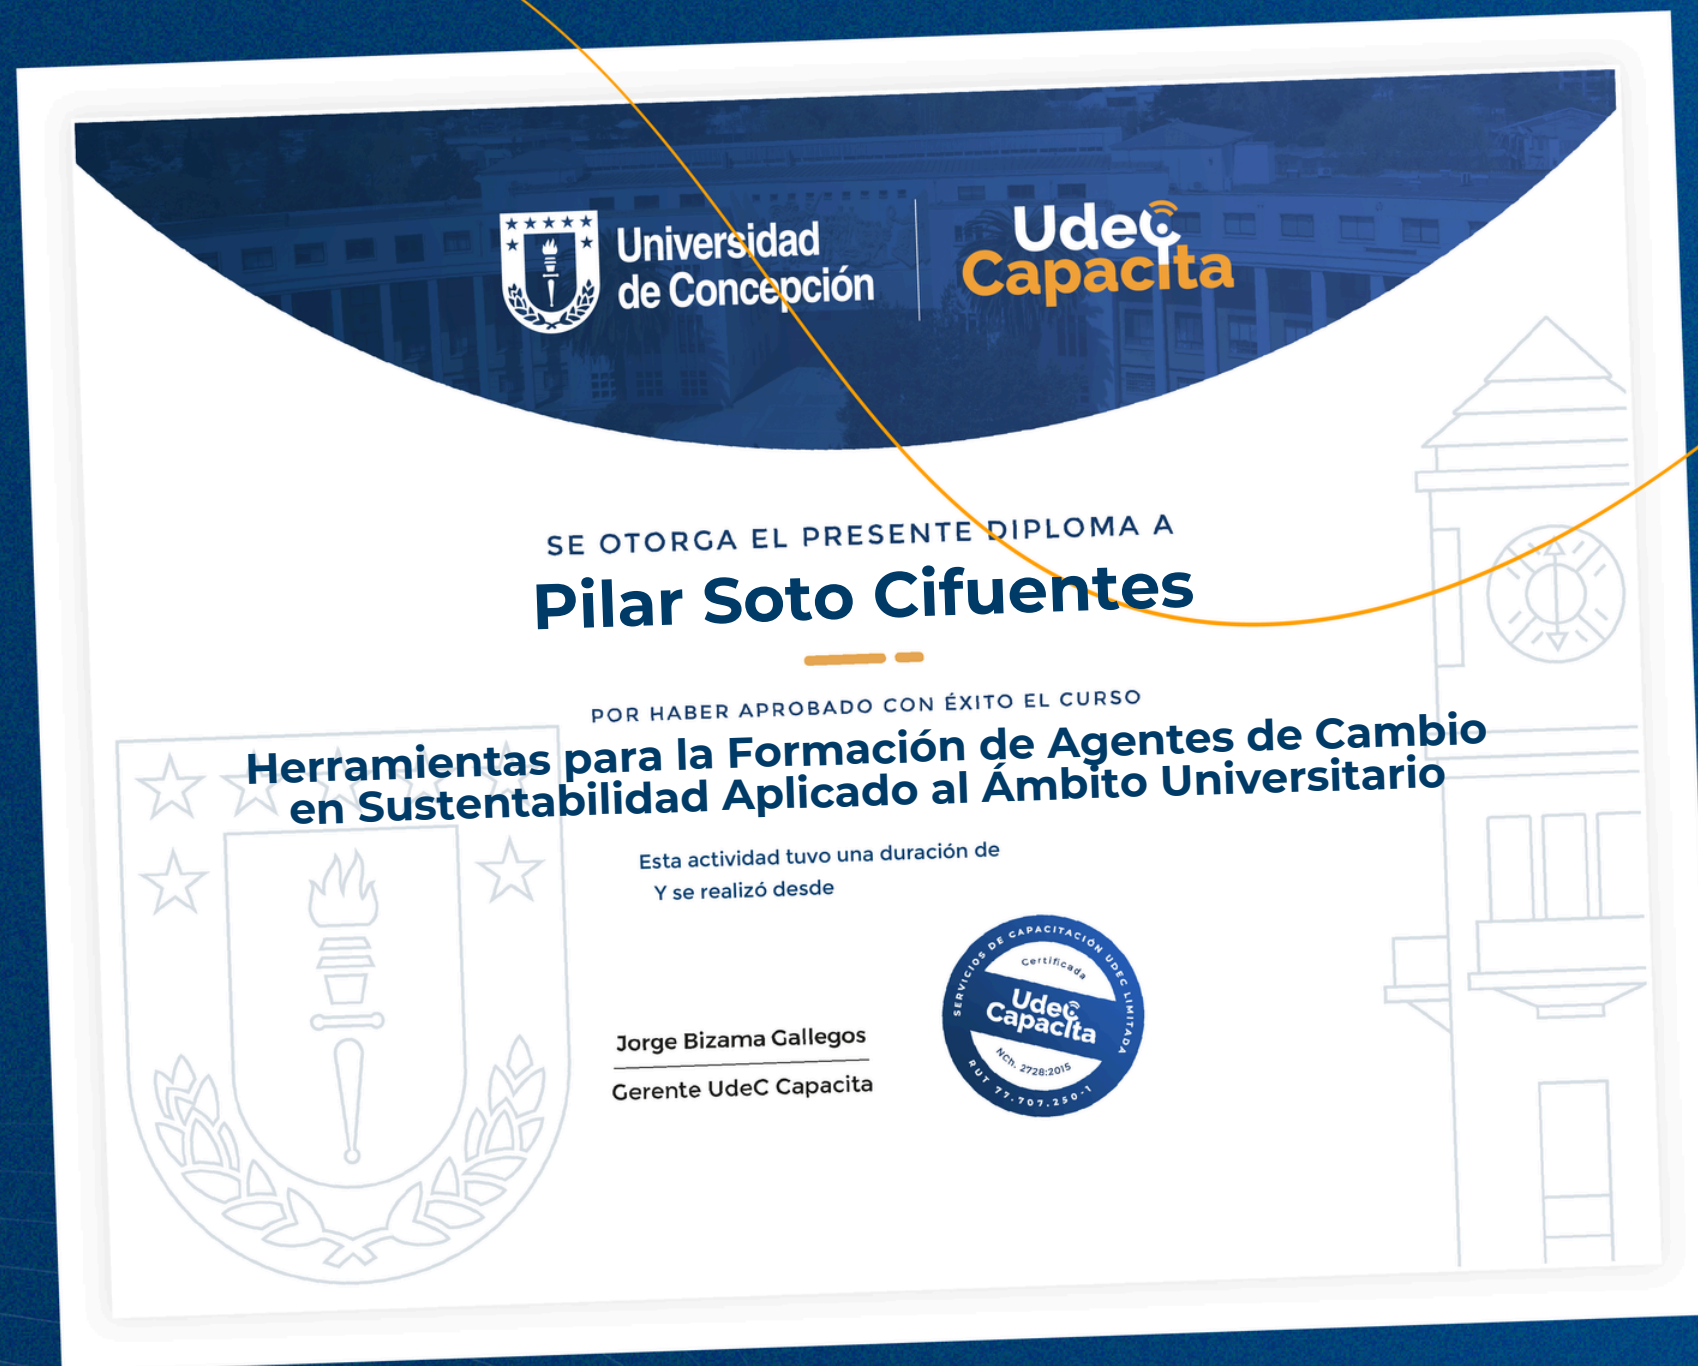 Universidad
de Concepción
UdeC
Capacita
SE OTORGA EL PRESENTE DIPLOMA A
Pilar Soto Cifuentes
POR HABER APROBADO CON ÉXITO EL CURSO
Herramientas para la Formación de Agentes de Cambio
en Sustentabilidad Aplicado al Ámbito Universitario
Esta actividad tuvo una duración de
Y se realizó desde
Jorge Bizama Gallegos
Gerente UdeC Capacita
SERVICIOS DE CAPACITACIÓN UDEC LIMITADA
Certificada
UdeC
Capacita
NCh. 2728:2015
RUT 77.707.250-1